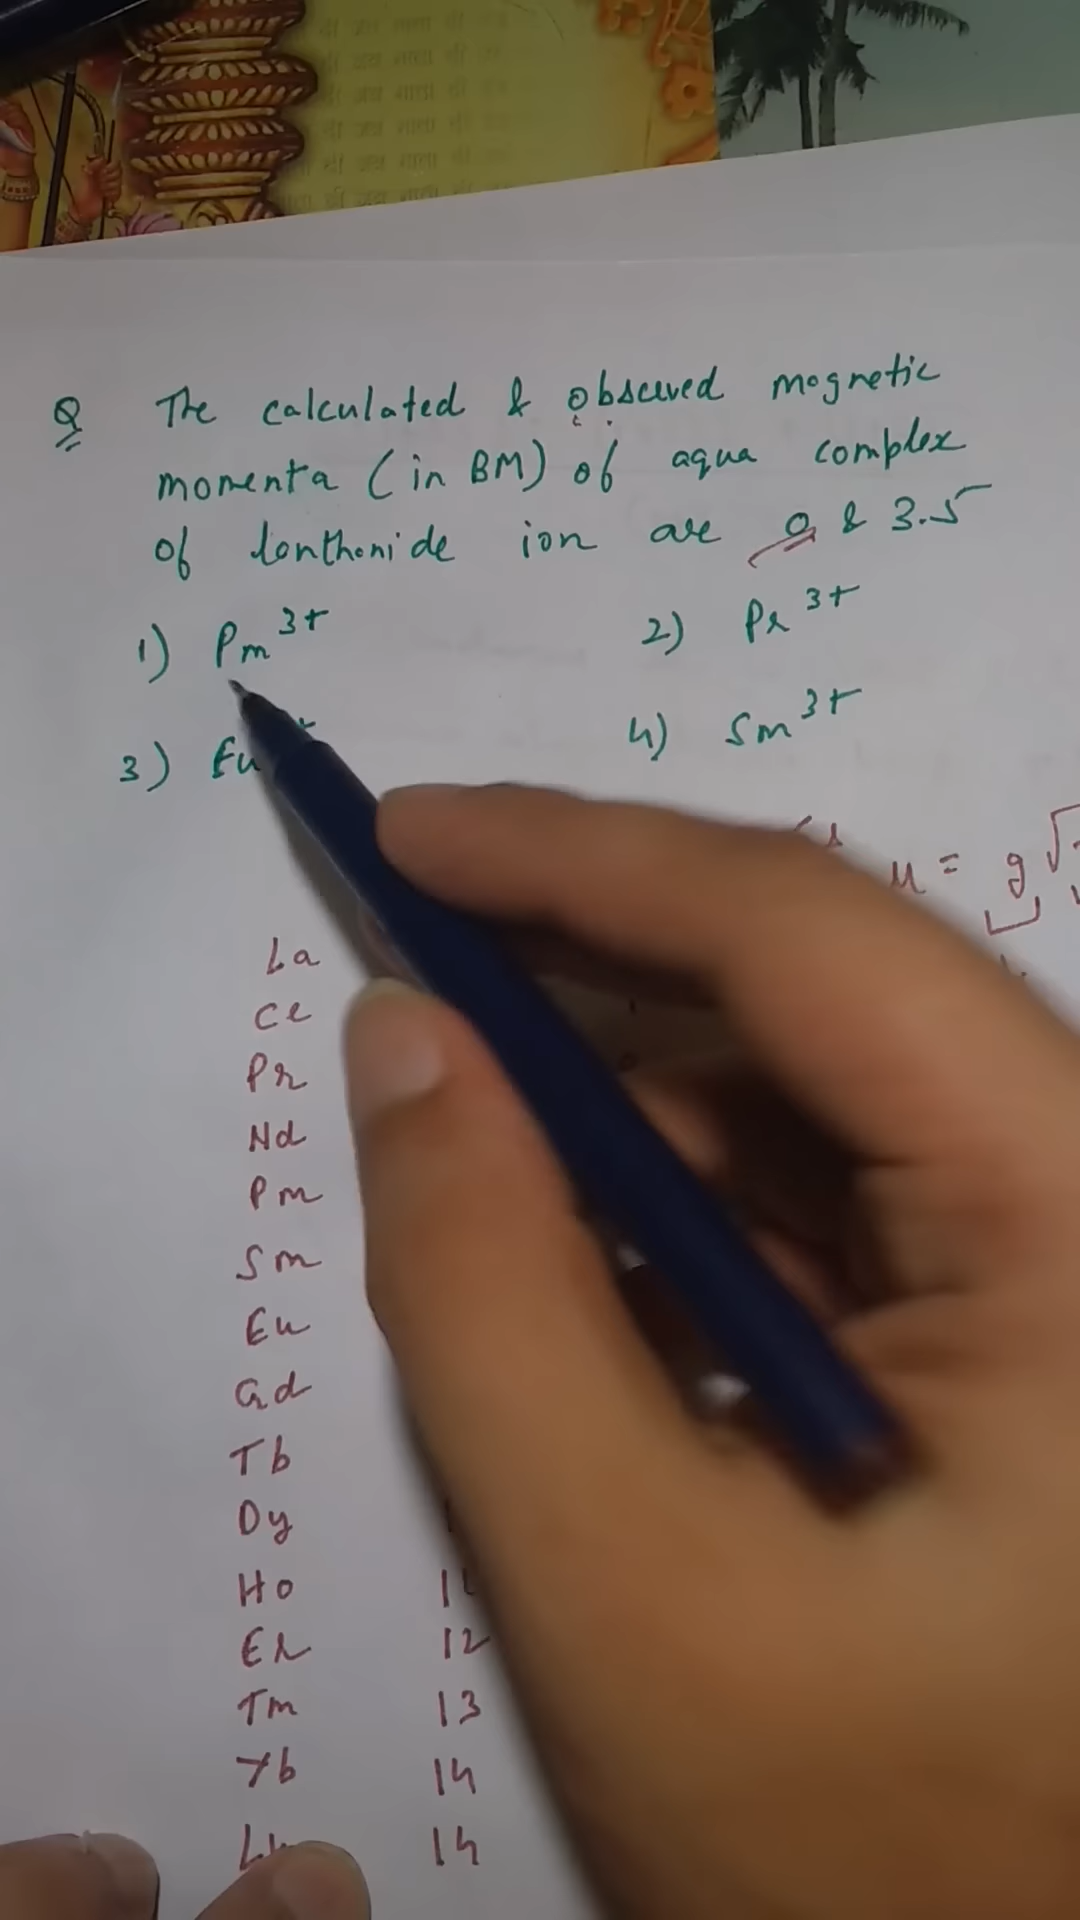 Q The calculated & observed magnetic
momenta (in BM) of aqua complex
of lanthanide ion are 0 & 3.5
1) Pm3+ 2) Pr3+
3) Eu 4) Sm3+
μ = g√
La
Ce
Pr
Nd
Pm
Sm
Eu
Gd
Tb
Dy
Ho
Er 12
Tm 13
Yb 14
14